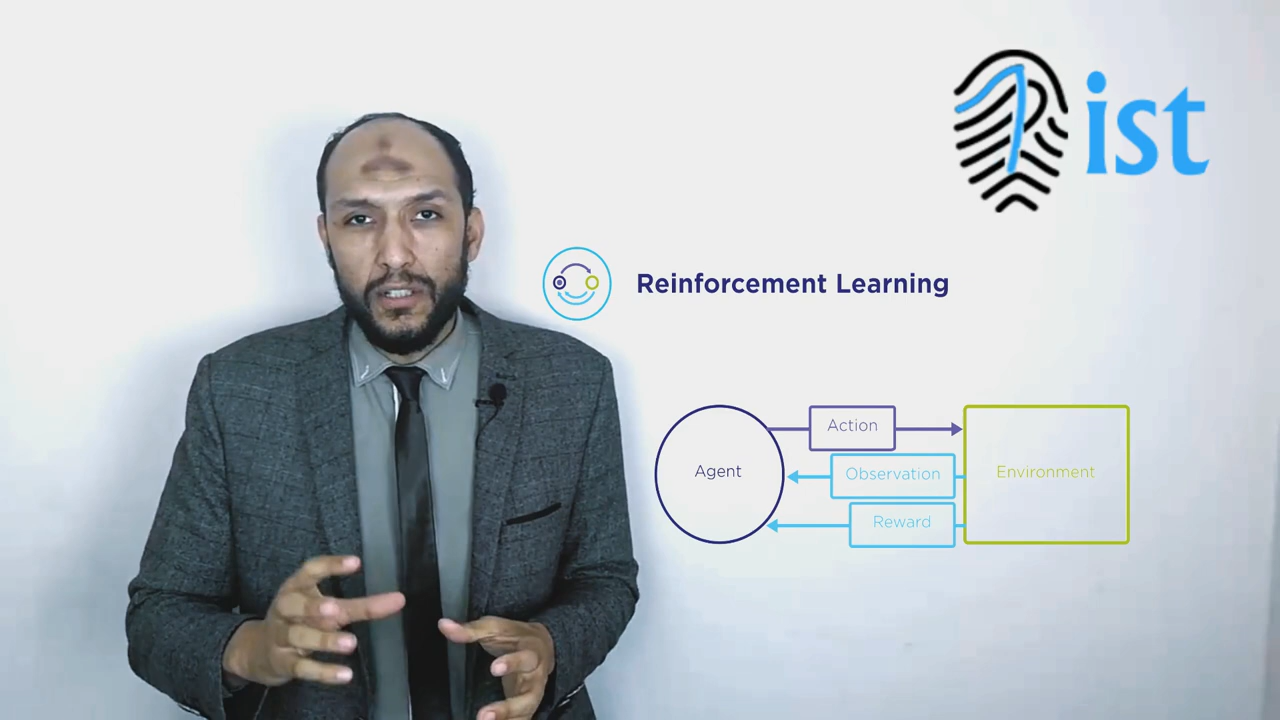 ist
Reinforcement Learning
Action
Agent
Observation
Environment
Reward